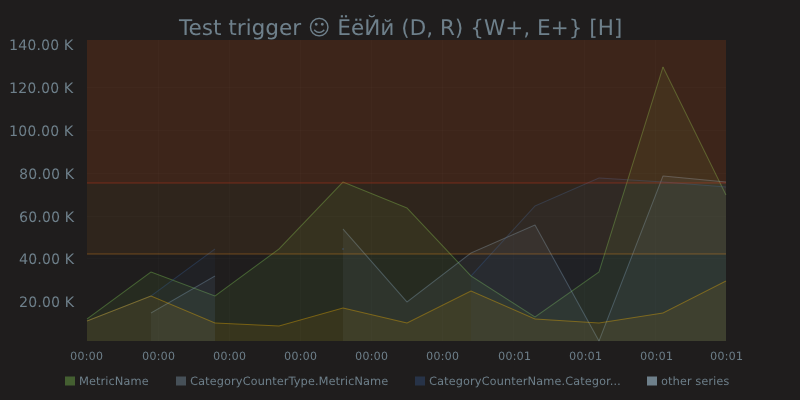 Test trigger ☺ ЁёЙй (D, R) {W+, E+} [H]
140.00 K
120.00 K
100.00 K
80.00 K
60.00 K
40.00 K
20.00 K
00:00 00:00 00:00 00:00 00:00 00:00 00:01 00:01 00:01 00:01
MetricName CategoryCounterType.MetricName CategoryCounterName.Categor... other series